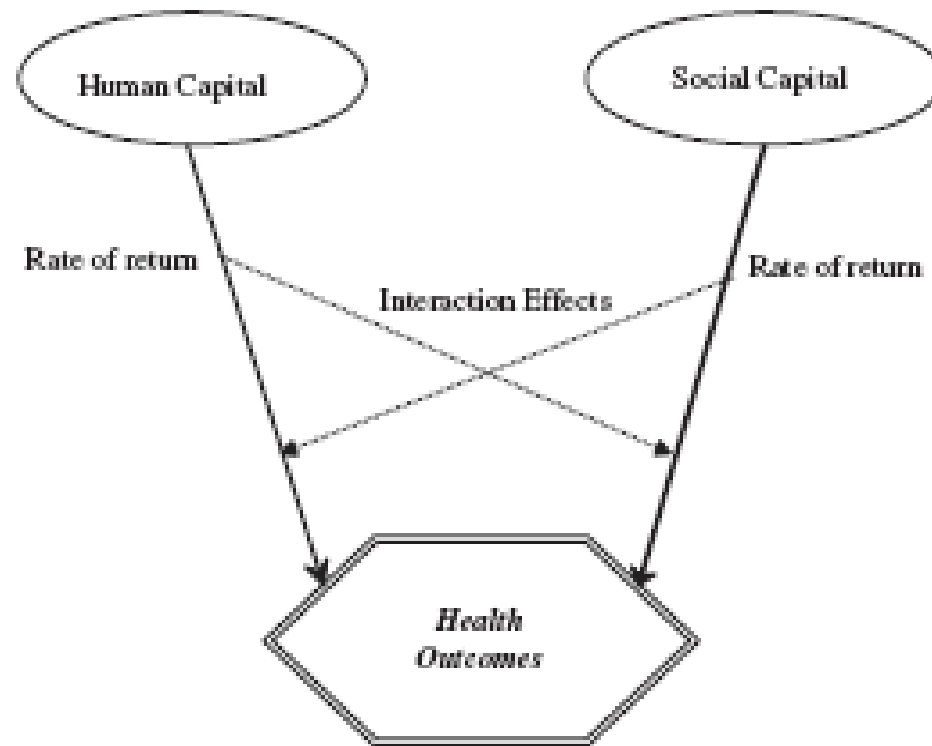 Human Capital
Social Capital
Rate of return
Rate of return
Interaction Effects
Health
Outcomes